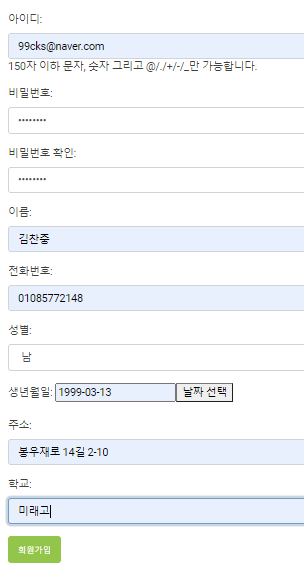 아이디:
99cks@naver.com
150자 이하 문자, 숫자 그리고 @/./+/-/_만 가능합니다.
비밀번호:
••••••••
비밀번호 확인:
••••••••
이름:
김찬중
전화번호:
01085772148
성별:
남
생년월일: 1999-03-13 날짜 선택
주소:
봉우재로 14길 2-10
학교:
미래고
회원가입